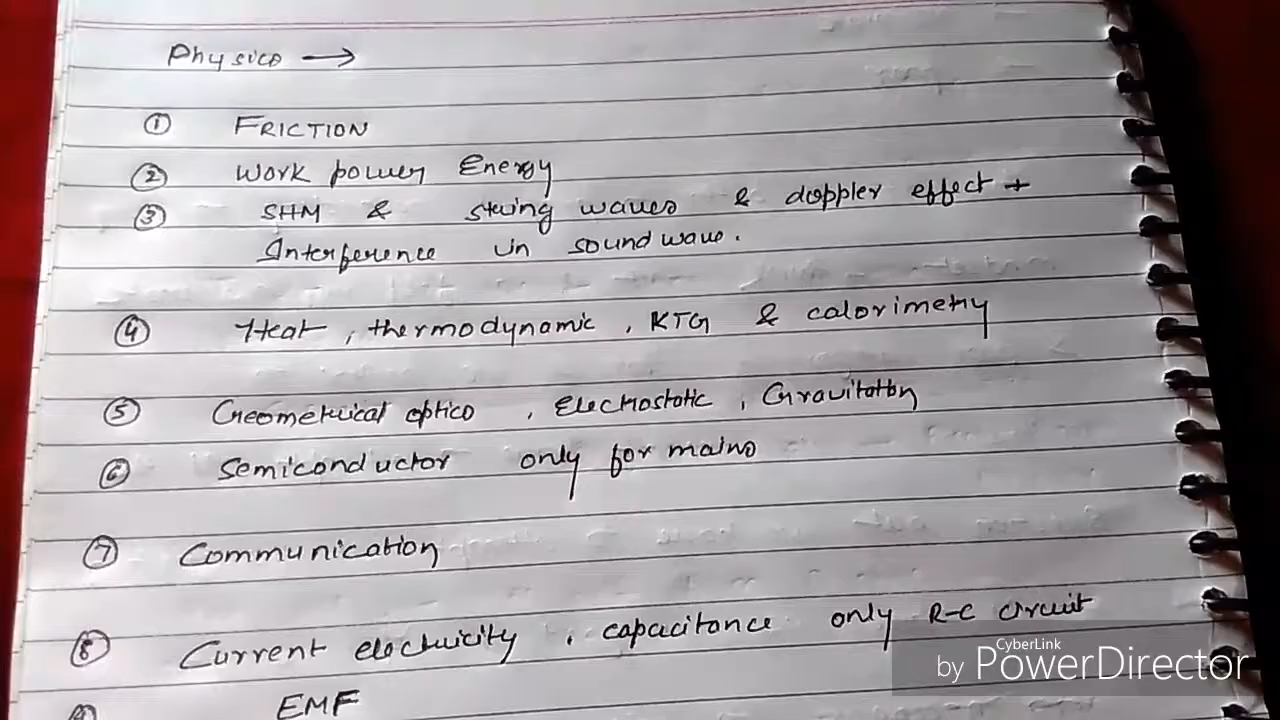 Physics →
① FRICTION
② Work power Energy
③ SHM & string waves & doppler effect +
Interference in sound wave.
④ Heat, thermodynamic, KTG & calorimetry
⑤ Geometrical optics, Electrostatic, Gravitation
⑥ Semiconductor only for mains
⑦ Communication
⑧ Current electricity, capacitance only R-C circuit
⑨ EMF
CyberLink
by PowerDirector